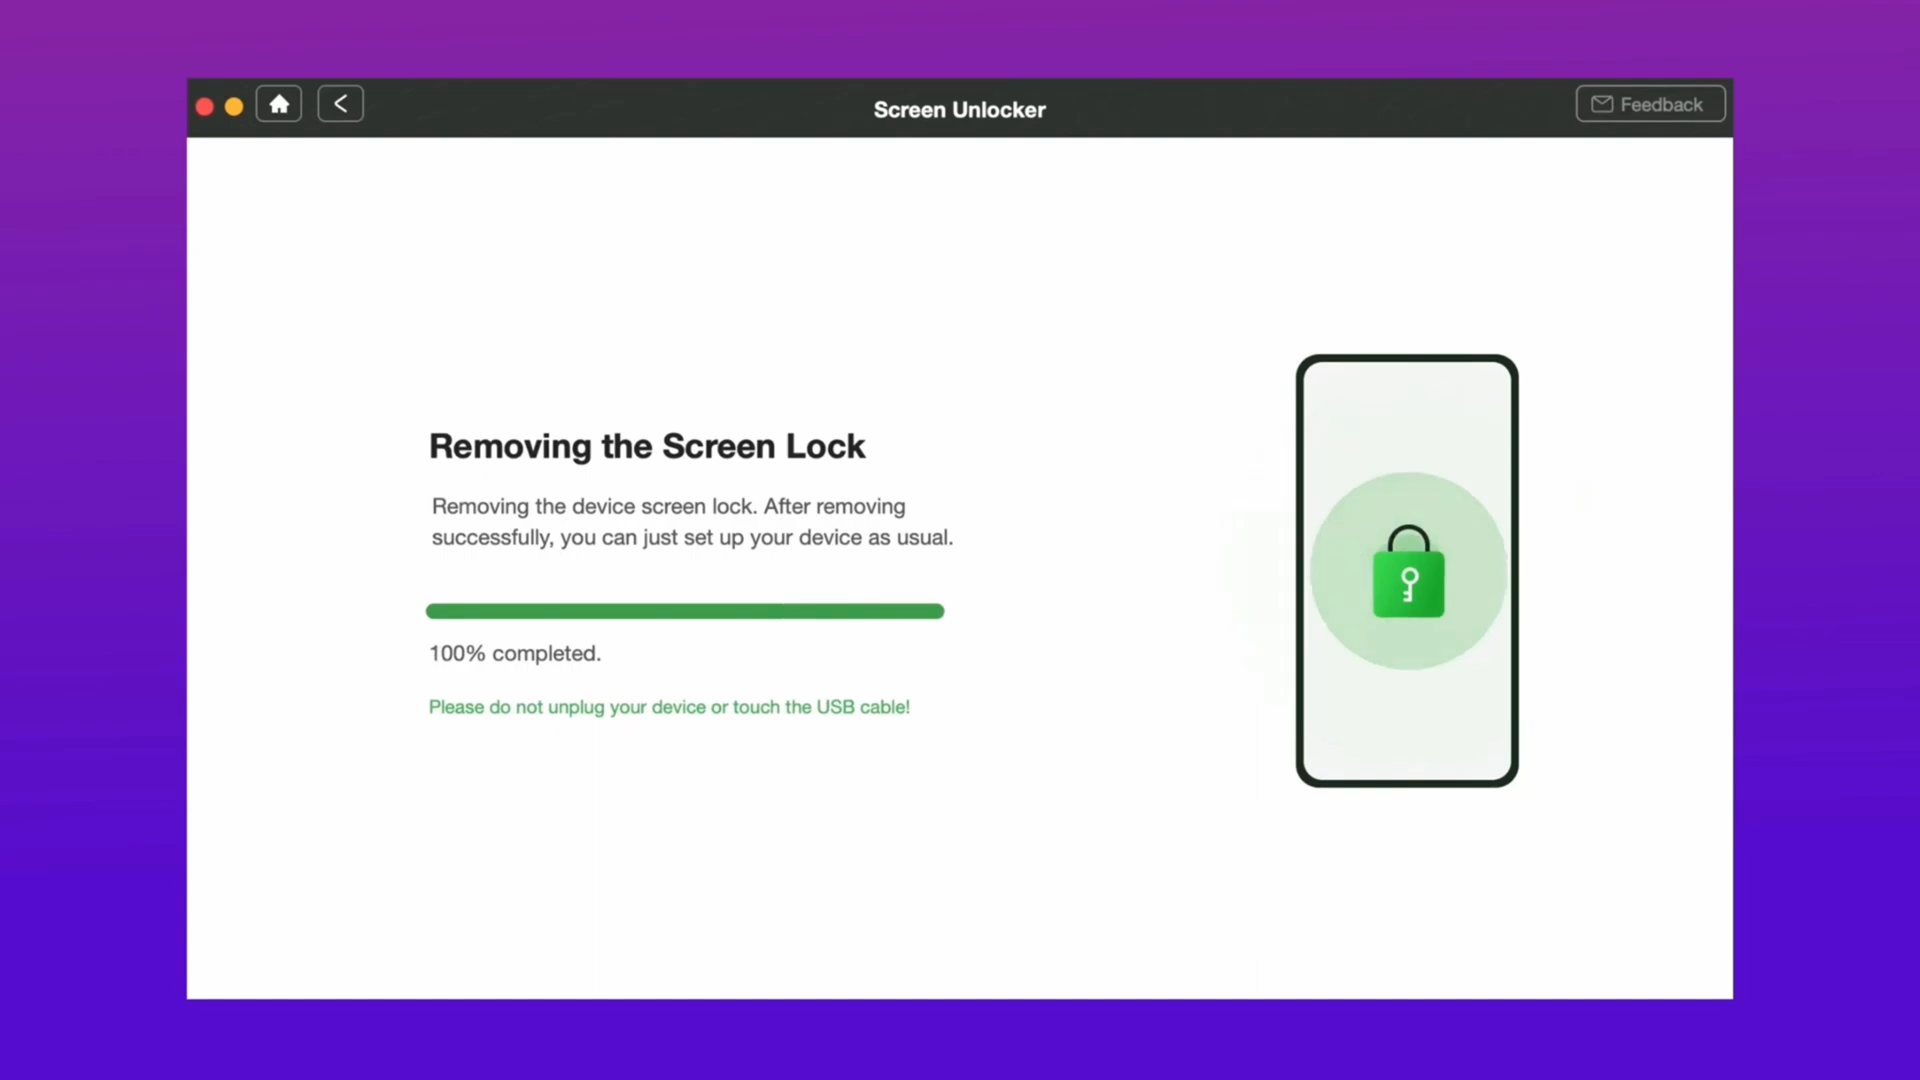 Screen Unlocker
Feedback
Removing the Screen Lock
Removing the device screen lock. After removing
successfully, you can just set up your device as usual.
100% completed.
Please do not unplug your device or touch the USB cable!